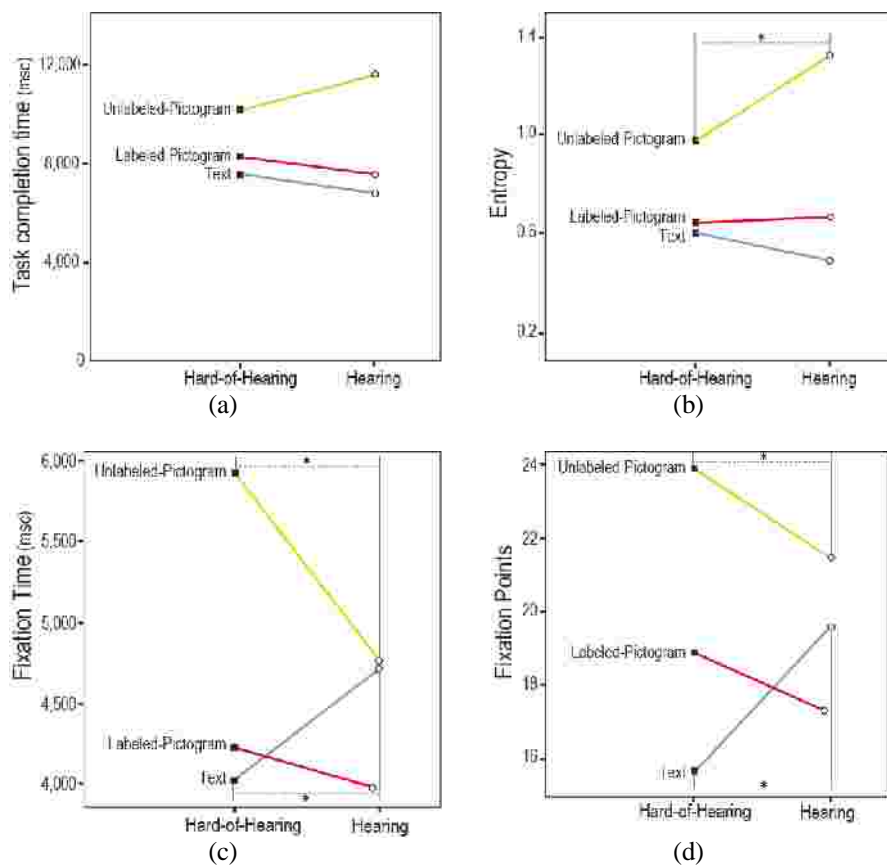 Task completion time (msc)
12,000
8,000
4,000
0
Unlabeled-Pictogram
Labeled Pictogram
Text
Hard-of-Hearing Hearing
(a)
Entropy
1.4
1.0
0.6
0.2
*
Unlabeled Pictogram
Labeled-Pictogram
Text
Hard-of-Hearing Hearing
(b)
Fixation Time (msc)
6,000
5,500
5,000
4,500
4,000
*
Unlabeled-Pictogram
Labeled-Pictogram
Text
*
Hard-of-Hearing Hearing
(c)
Fixation Points
24
22
20
18
16
*
Unlabeled Pictogram
Labeled-Pictogram
Text
*
Hard-of-Hearing Hearing
(d)